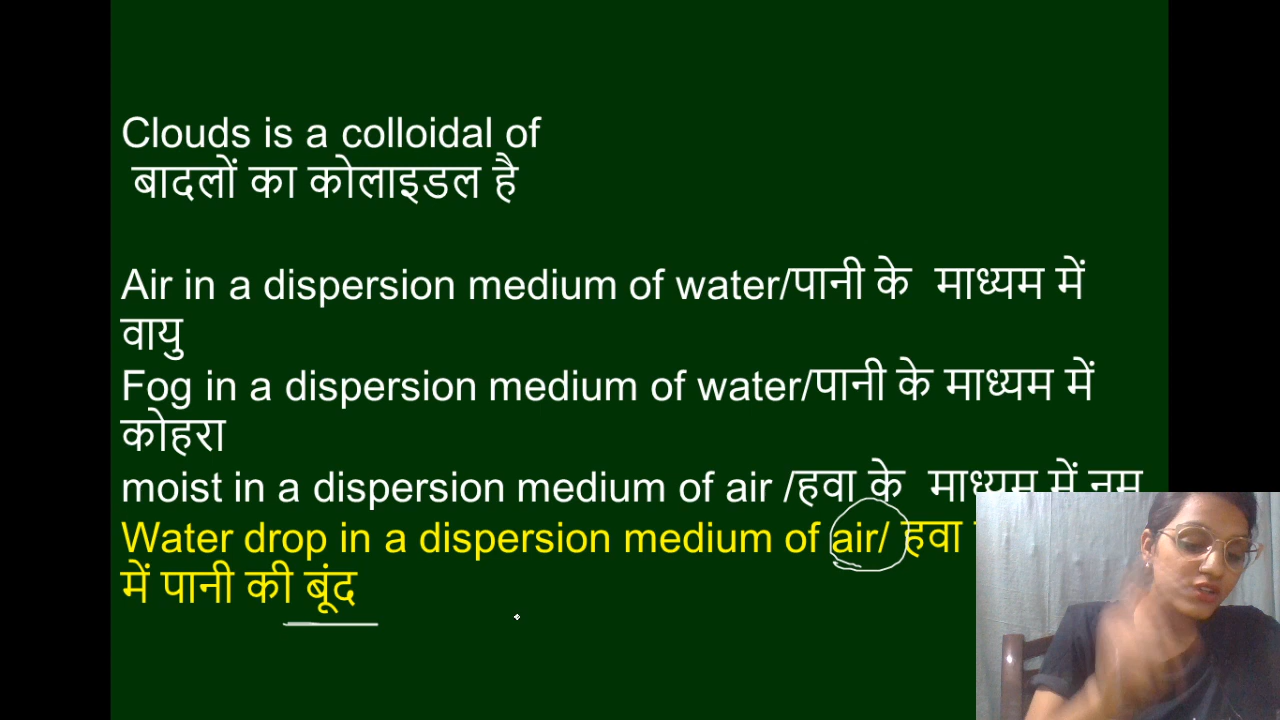 Clouds is a colloidal of
बादलों का कोलाइडल है
Air in a dispersion medium of water/पानी के माध्यम में
वायु
Fog in a dispersion medium of water/पानी के माध्यम में
कोहरा
moist in a dispersion medium of air /हवा के माध्यम में नम
Water drop in a dispersion medium of air/ हवा
में पानी की बूंद